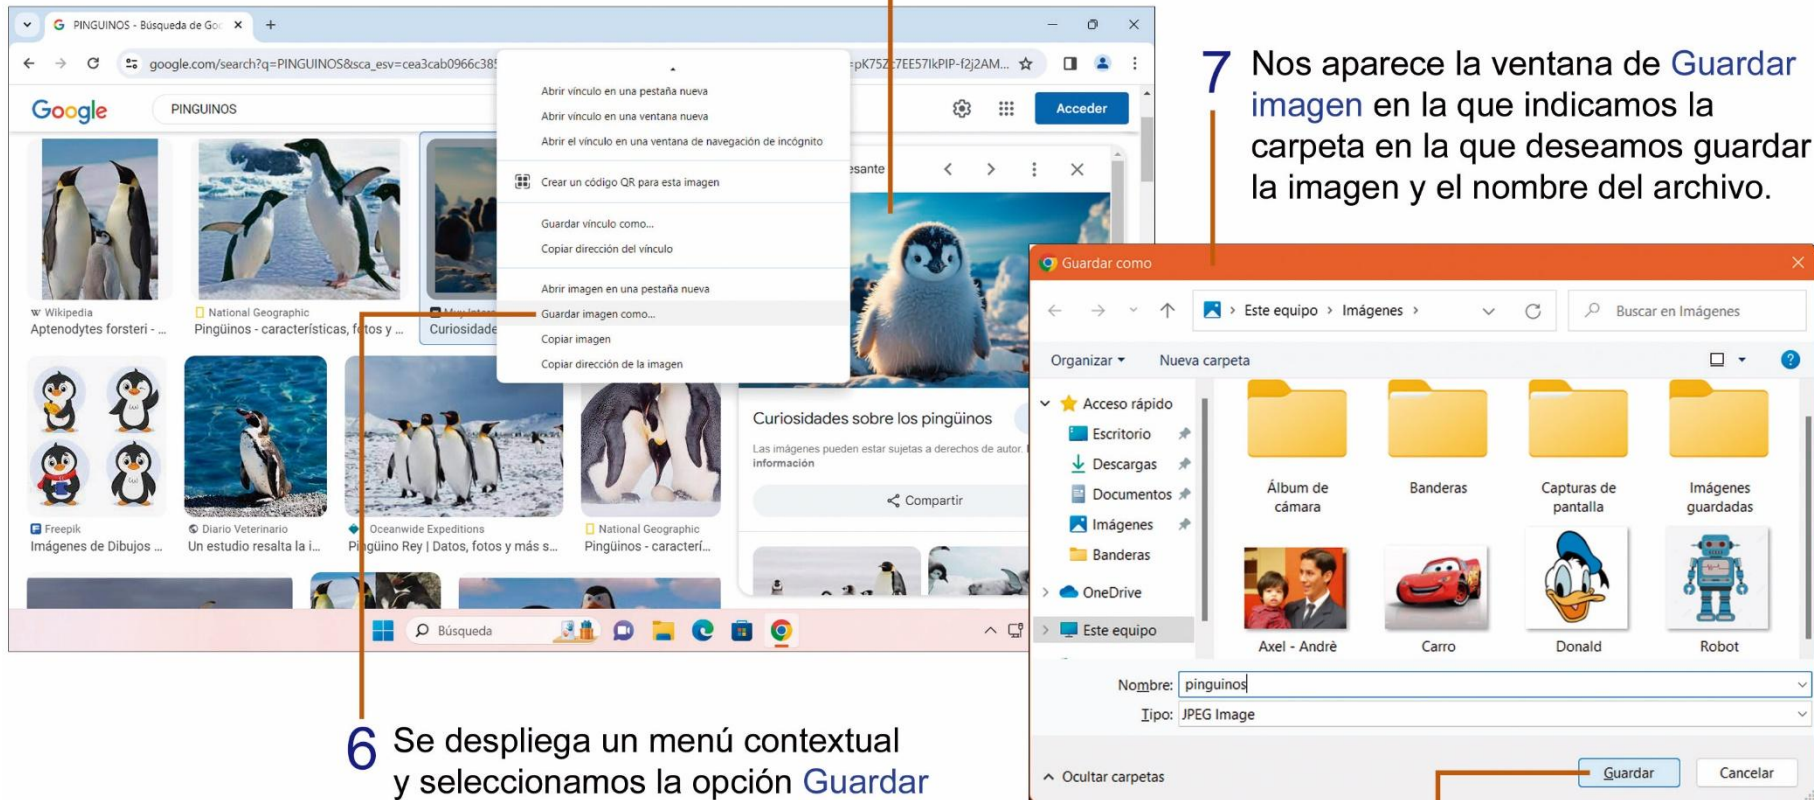 PINGUINOS - Búsqueda de Goo
google.com/search?q=PINGUINOS&sca_esv=cea3cab0966c385
=pK75Zc7EE57lkPIP-f2j2AM...
Google
PINGUINOS
Acceder
Abrir vínculo en una pestaña nueva
Abrir vínculo en una ventana nueva
Abrir el vínculo en una ventana de navegación de incógnito
Crear un código QR para esta imagen
Guardar vínculo como...
Copiar dirección del vínculo
Abrir imagen en una pestaña nueva
Guardar imagen como...
Copiar imagen
Copiar dirección de la imagen
esante
W Wikipedia
Aptenodytes forsteri - ...
National Geographic
Pingüinos - características, fotos y ...
Curiosidade
Freepik
Imágenes de Dibujos ...
Diario Veterinario
Un estudio resalta la i...
Oceanwide Expeditions
Pingüino Rey | Datos, fotos y más s...
National Geographic
Pingüinos - caracterí...
Curiosidades sobre los pingüinos
Las imágenes pueden estar sujetas a derechos de autor.
información
Compartir
Búsqueda
6 Se despliega un menú contextual
y seleccionamos la opción Guardar
7 Nos aparece la ventana de Guardar
imagen en la que indicamos la
carpeta en la que deseamos guardar
la imagen y el nombre del archivo.
Guardar como
Este equipo > Imágenes >
Buscar en Imágenes
Organizar
Nueva carpeta
Acceso rápido
Escritorio
Descargas
Documentos
Imágenes
Banderas
OneDrive
Este equipo
Álbum de
cámara
Banderas
Capturas de
pantalla
Imágenes
guardadas
Axel - Andrè
Carro
Donald
Robot
Nombre: pinguinos
Tipo: JPEG Image
Ocultar carpetas
Guardar
Cancelar